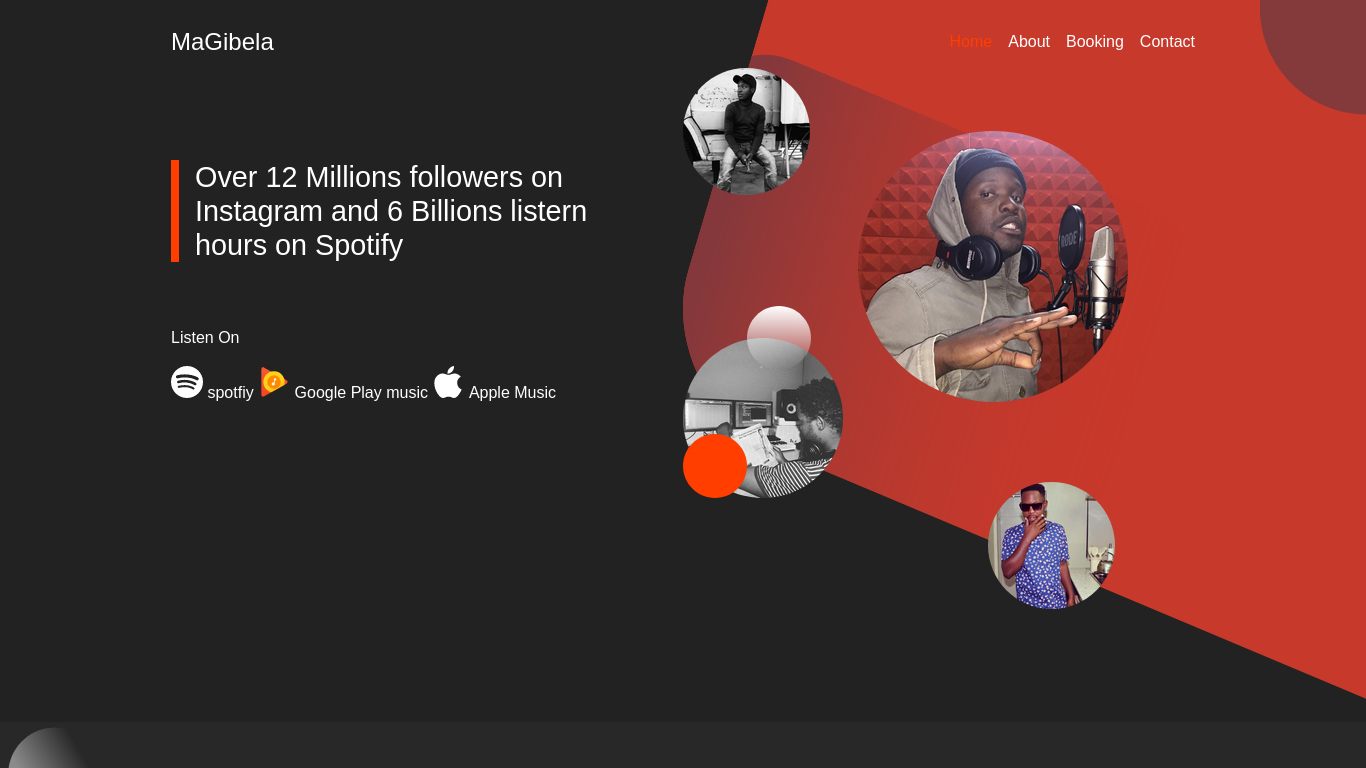 MaGibela
Home About Booking Contact
Over 12 Millions followers on
Instagram and 6 Billions listern
hours on Spotify
RODE
Listen On
spotfiy Google Play music Apple Music